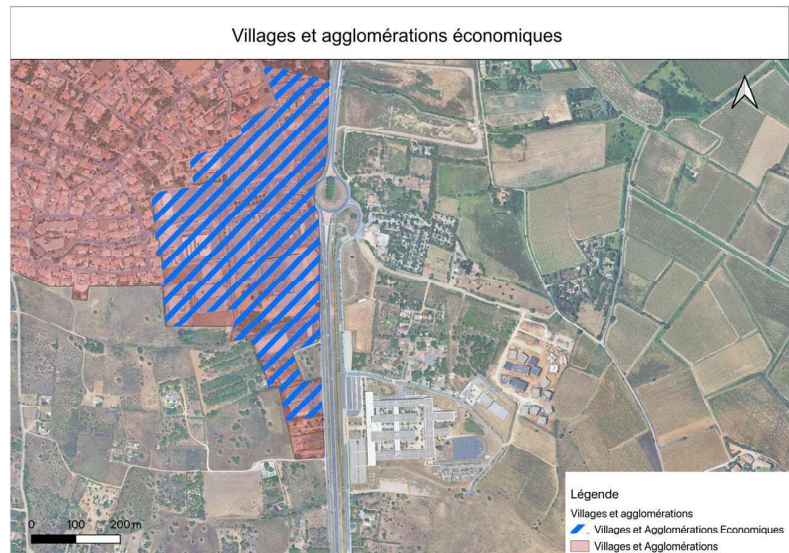 Villages et agglomérations économiques
0 100 200 m
Légende
Villages et agglomérations
Villages et Agglomérations Economiques
Villages et Agglomérations